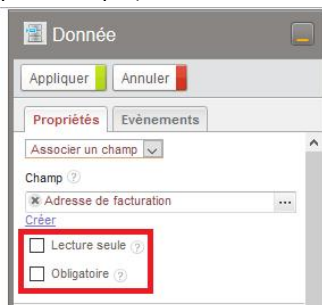 Donnée
Appliquer Annuler
Propriétés Evènements
Associer un champ
Champ ?
Adresse de facturation ...
Créer
Lecture seule ?
Obligatoire ?